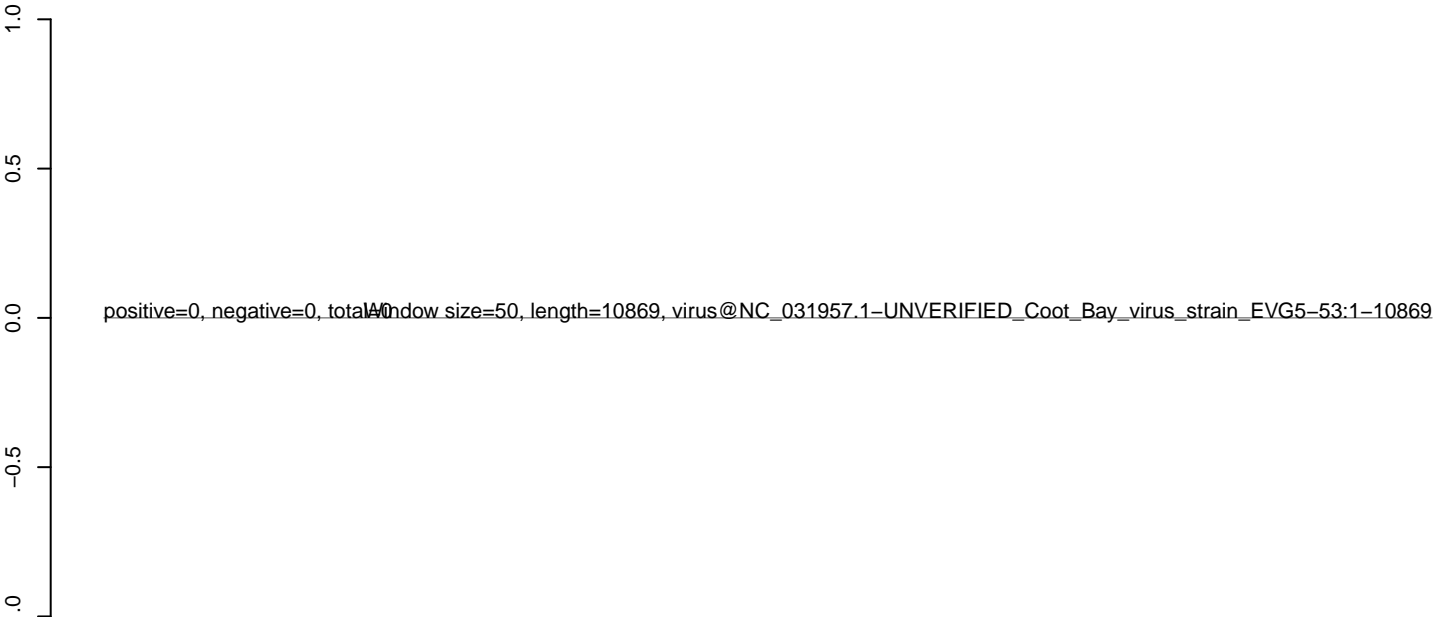 1.0
0.5
0.0
positive=0, negative=0, total=0
Window size=50, length=10869, virus@NC_031957.1−UNVERIFIED_Coot_Bay_virus_strain_EVG5−53:1−10869
−0.5
.0